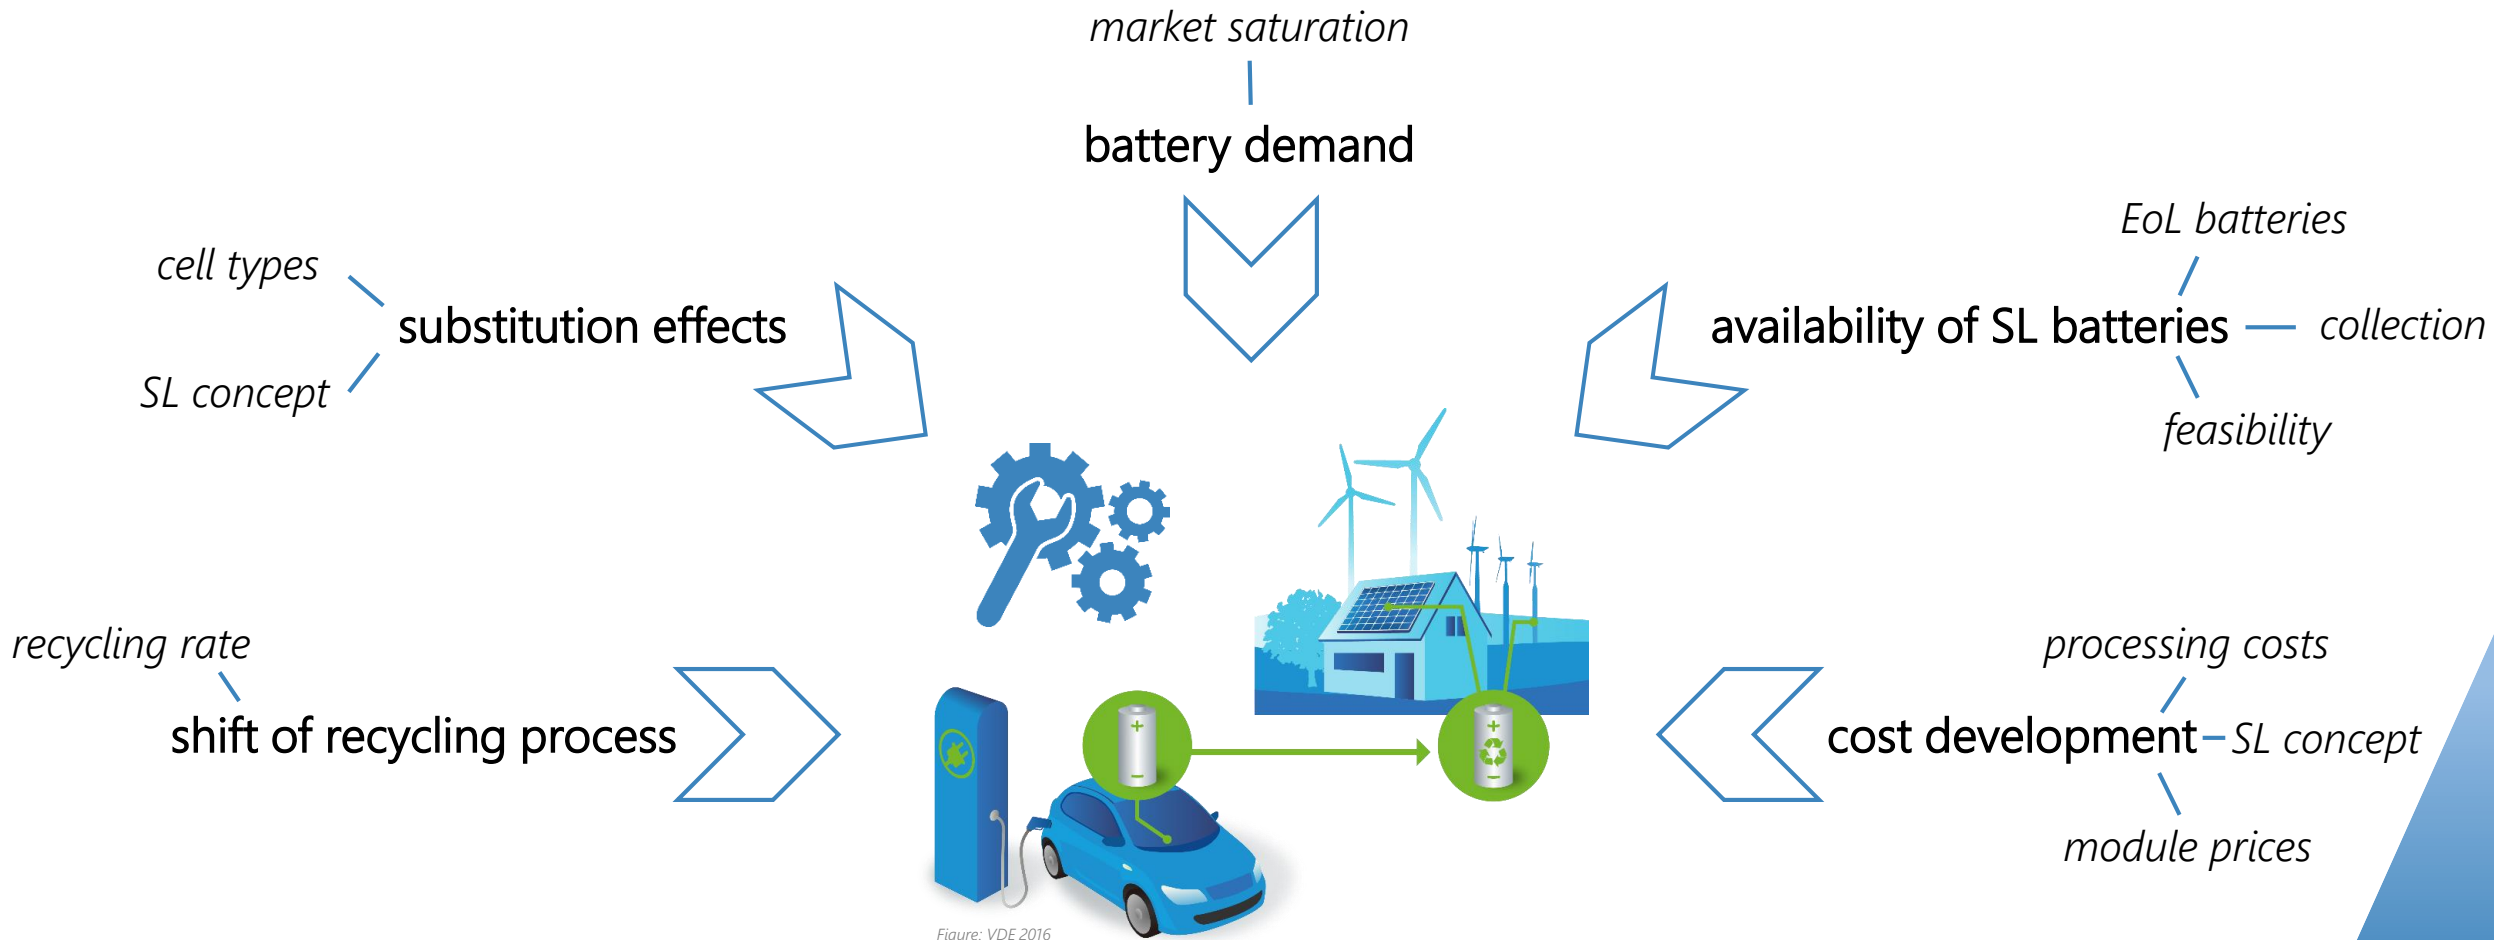 market saturation
battery demand
EoL batteries
cell types
substitution effects
availability of SL batteries
collection
SL concept
feasibility
recycling rate
processing costs
shift of recycling process
cost development
SL concept
module prices
Figure: VDE 2016